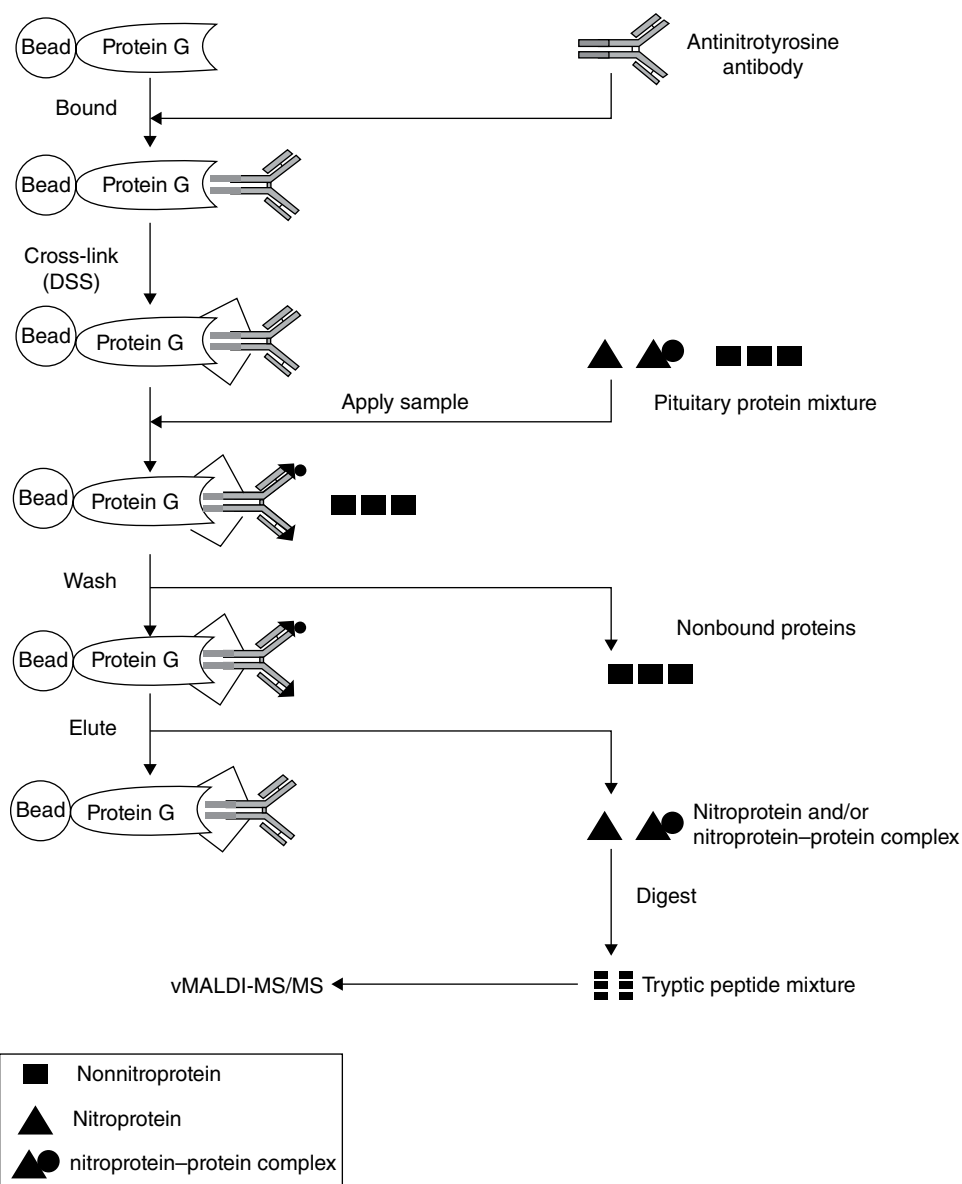 Bead
Protein G
Antinitrotyrosine
antibody
Bound
Bead
Protein G
Cross-link
(DSS)
Bead
Protein G
Apply sample
Pituitary protein mixture
Bead
Protein G
Wash
Nonbound proteins
Bead
Protein G
Elute
Bead
Protein G
Nitroprotein and/or
nitroprotein–protein complex
Digest
vMALDI-MS/MS
Tryptic peptide mixture
Nonnitroprotein
Nitroprotein
nitroprotein–protein complex